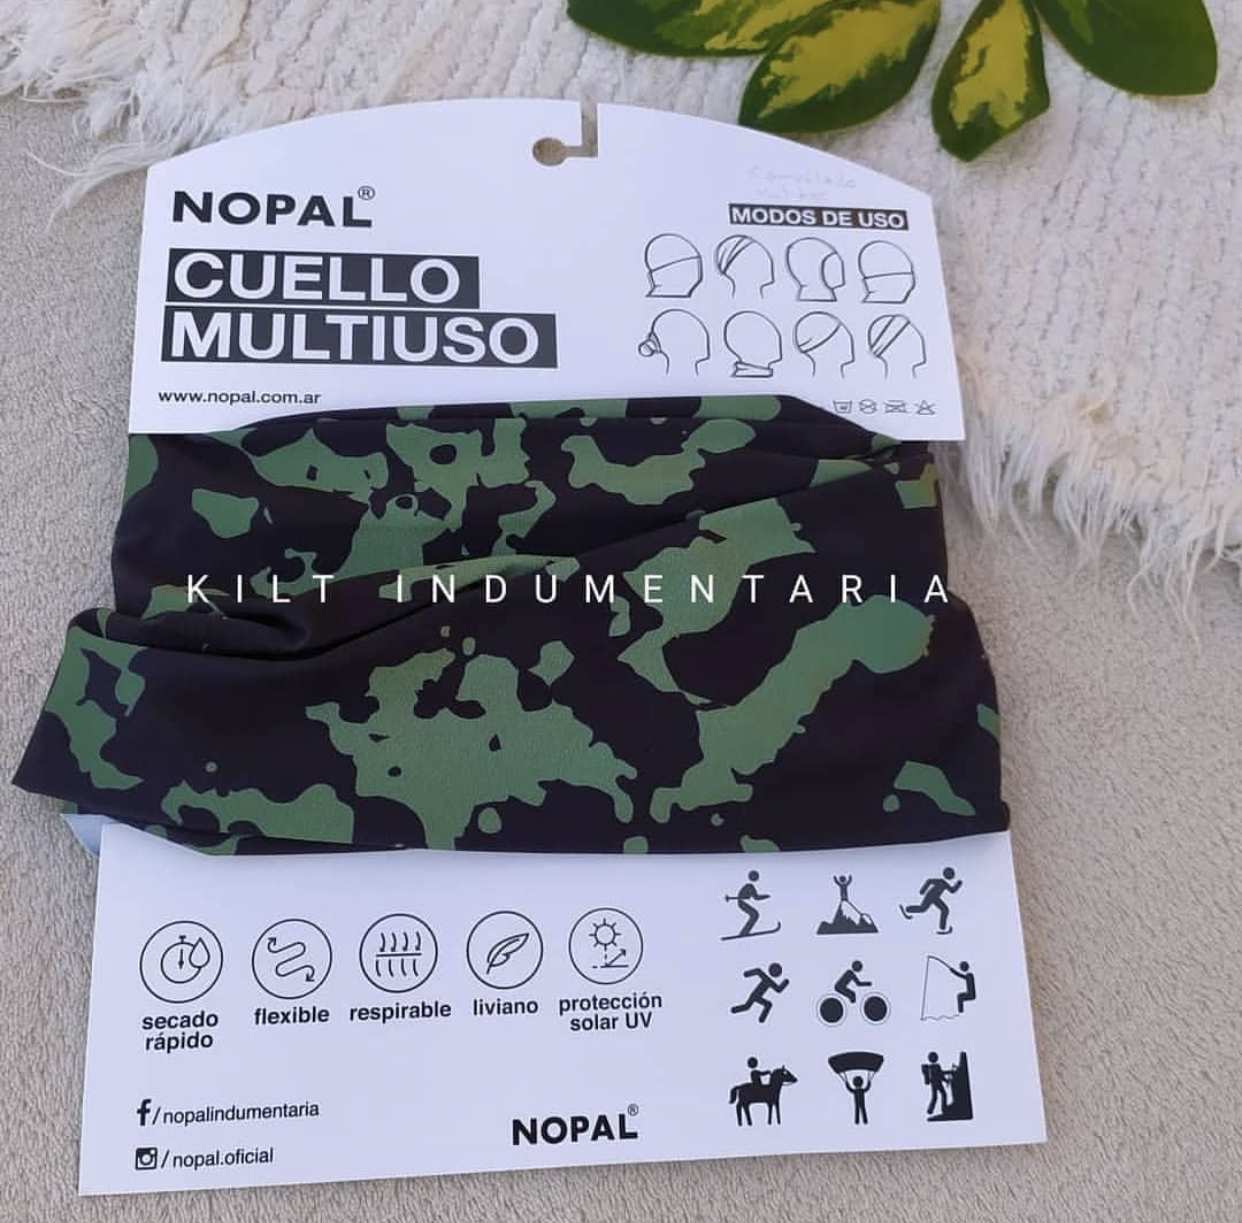 NOPAL®
CUELLO
MULTIUSO
www.nopal.com.ar
MODOS DE USO
KILT INDUMENTARIA
secado
rápido
flexible
respirable
liviano
protección
solar UV
f/nopalindumentaria
/nopal.oficial
NOPAL®